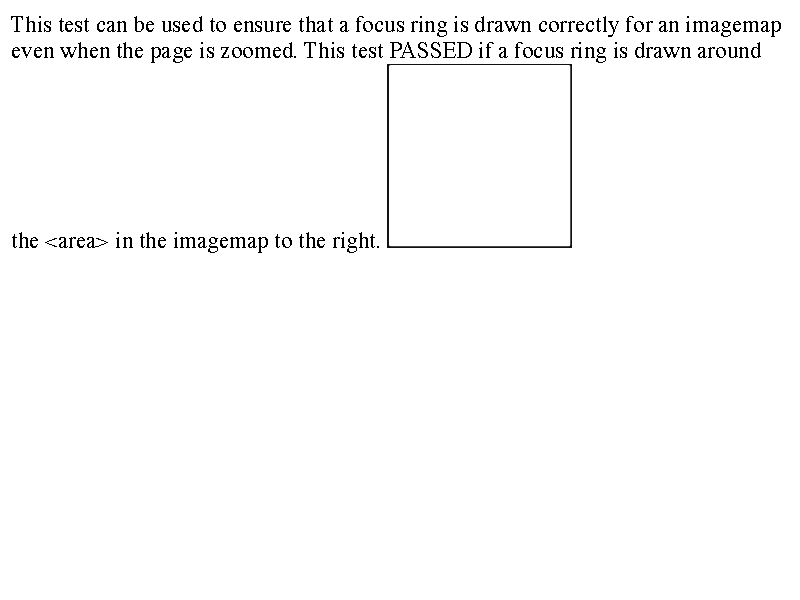 This test can be used to ensure that a focus ring is drawn correctly for an imagemap
even when the page is zoomed. This test PASSED if a focus ring is drawn around
the <area> in the imagemap to the right.